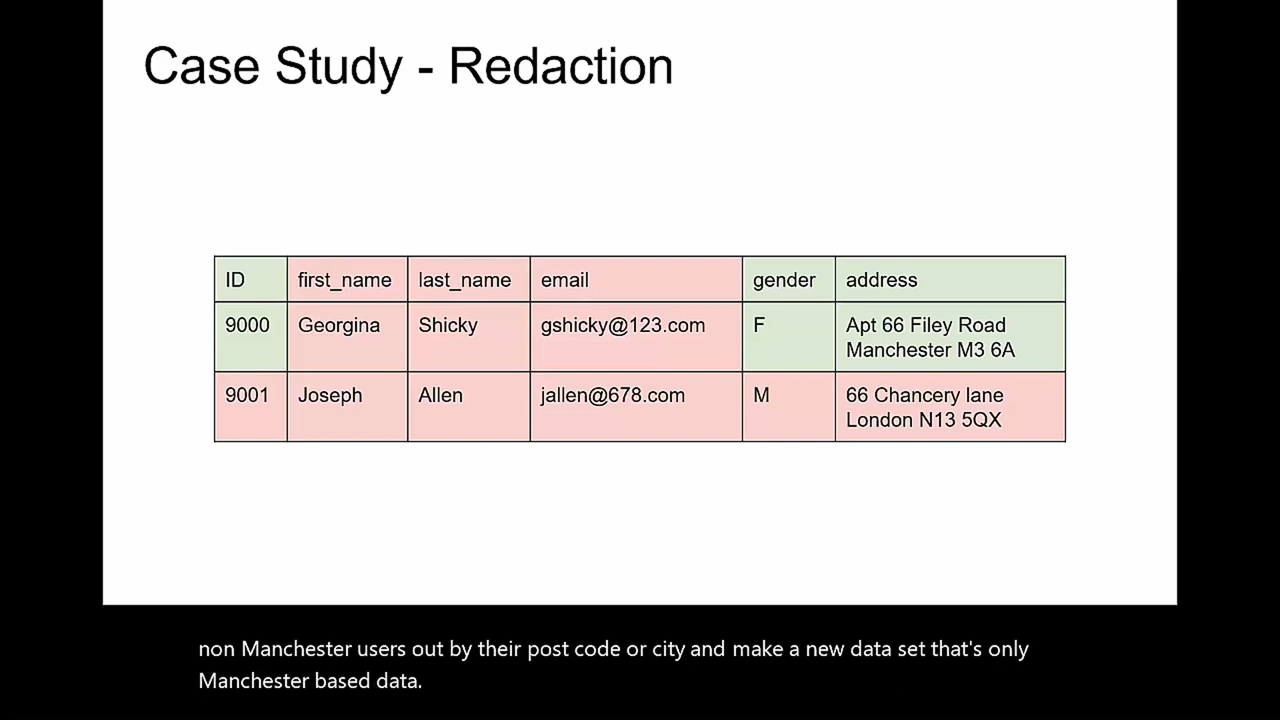 Case Study - Redaction
ID first_name last_name email gender address
9000 Georgina Shicky gshicky@123.com F Apt 66 Filey Road
Manchester M3 6A
9001 Joseph Allen jallen@678.com M 66 Chancery lane
London N13 5QX
non Manchester users out by their post code or city and make a new data set that's only
Manchester based data.